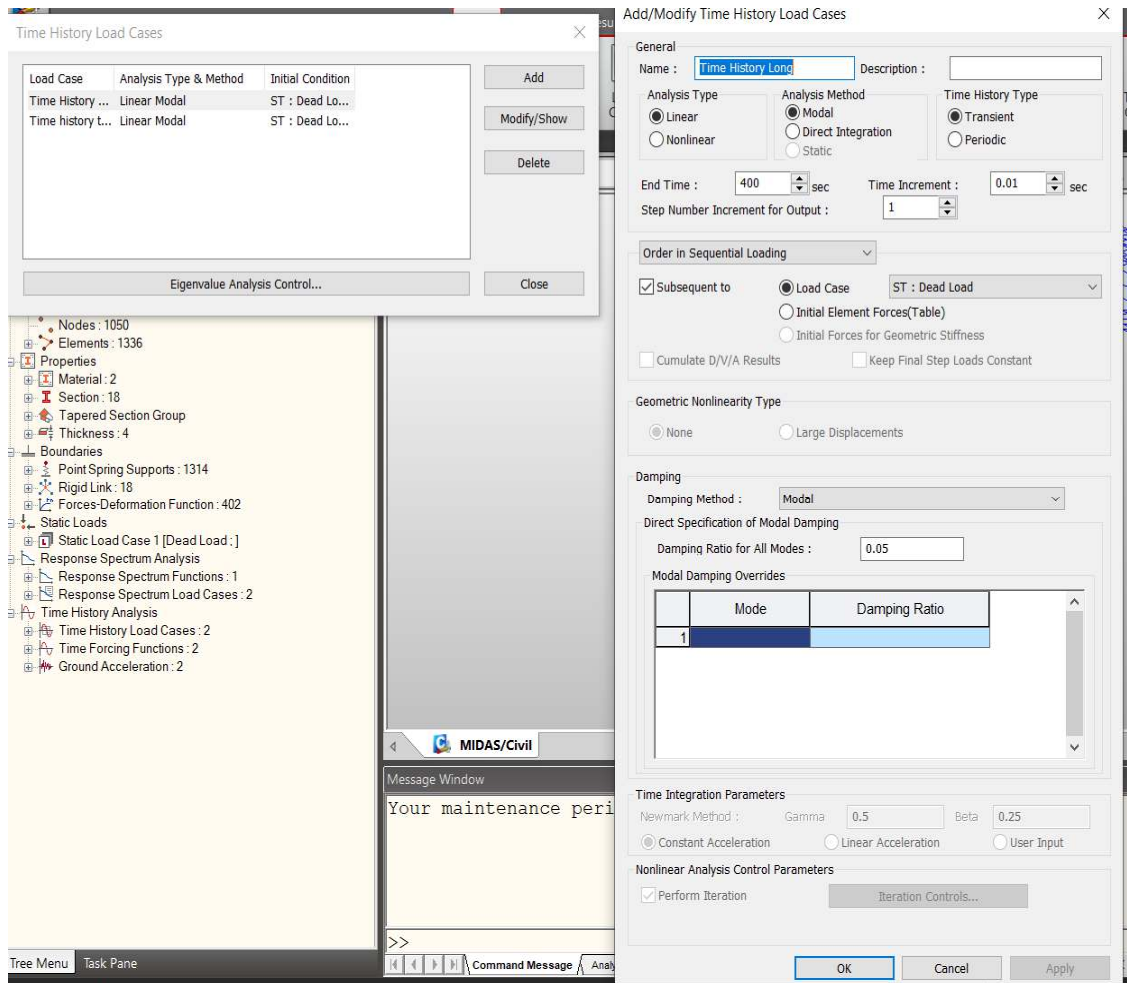 Time History Load Cases
Load Case Analysis Type & Method Initial Condition
Time History ... Linear Modal ST : Dead Lo...
Time history t... Linear Modal ST : Dead Lo...
Add
Modify/Show
Delete
Eigenvalue Analysis Control...
Close
Nodes : 1050
Elements : 1336
Properties
Material : 2
Section : 18
Tapered Section Group
Thickness : 4
Boundaries
Point Spring Supports : 1314
Rigid Link : 18
Forces-Deformation Function : 402
Static Loads
Static Load Case 1 [Dead Load ; ]
Response Spectrum Analysis
Response Spectrum Functions : 1
Response Spectrum Load Cases : 2
Time History Analysis
Time History Load Cases : 2
Time Forcing Functions : 2
Ground Acceleration : 2
Tree Menu Task Pane
MIDAS/Civil
Message Window
Your maintenance peri
>>
Command Message Analy
Add/Modify Time History Load Cases
General
Name : Time History Long Description :
Analysis Type
Linear
Nonlinear
Analysis Method
Modal
Direct Integration
Static
Time History Type
Transient
Periodic
End Time : 400 sec Time Increment : 0.01 sec
Step Number Increment for Output : 1
Order in Sequential Loading
Subsequent to Load Case ST : Dead Load
Initial Element Forces(Table)
Initial Forces for Geometric Stiffness
Cumulate D/V/A Results Keep Final Step Loads Constant
Geometric Nonlinearity Type
None Large Displacements
Damping
Damping Method : Modal
Direct Specification of Modal Damping
Damping Ratio for All Modes : 0.05
Modal Damping Overrides
Mode Damping Ratio
1
Time Integration Parameters
Newmark Method : Gamma 0.5 Beta 0.25
Constant Acceleration Linear Acceleration User Input
Nonlinear Analysis Control Parameters
Perform Iteration Iteration Controls...
OK Cancel Apply